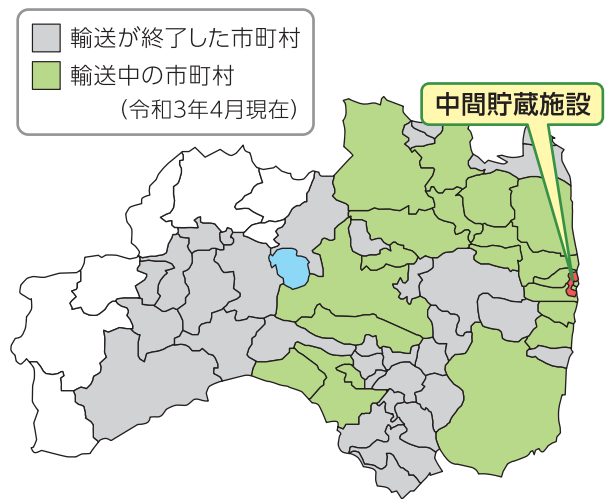 輸送が終了した市町村
輸送中の市町村
（令和3年4月現在）
中間貯蔵施設